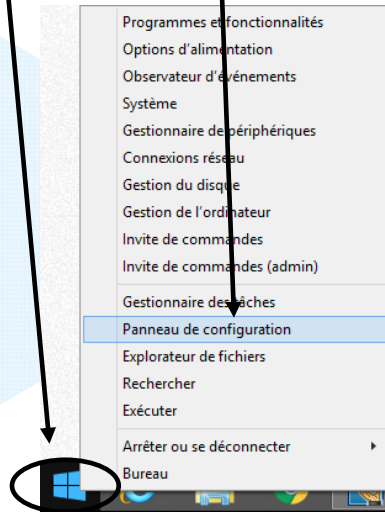 Programmes et fonctionnalités
Options d'alimentation
Observateur d'événements
Système
Gestionnaire de périphériques
Connexions réseau
Gestion du disque
Gestion de l'ordinateur
Invite de commandes
Invite de commandes (admin)
Gestionnaire des tâches
Panneau de configuration
Explorateur de fichiers
Rechercher
Exécuter
Arrêter ou se déconnecter
Bureau